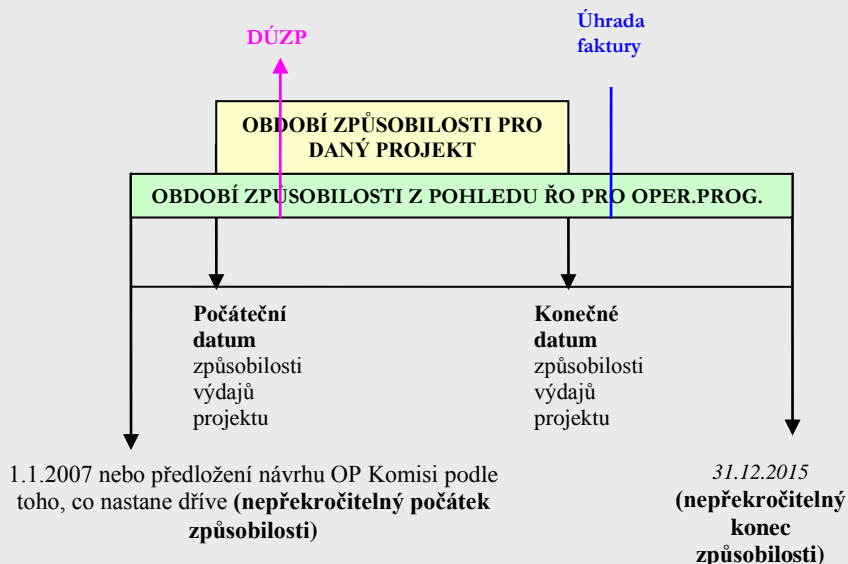 DÚZP
Úhrada
faktury
OBDOBÍ ZPŮSOBILOSTI PRO
DANÝ PROJEKT
OBDOBÍ ZPŮSOBILOSTI Z POHLEDU ŘO PRO OPER.PROG.
Počáteční
datum
způsobilosti
výdajů
projektu
Konečné
datum
způsobilosti
výdajů
projektu
1.1.2007 nebo předložení návrhu OP Komisi podle
toho, co nastane dříve (nepřekročitelný počátek
způsobilosti)
31.12.2015
(nepřekročitelný
konec
způsobilosti)